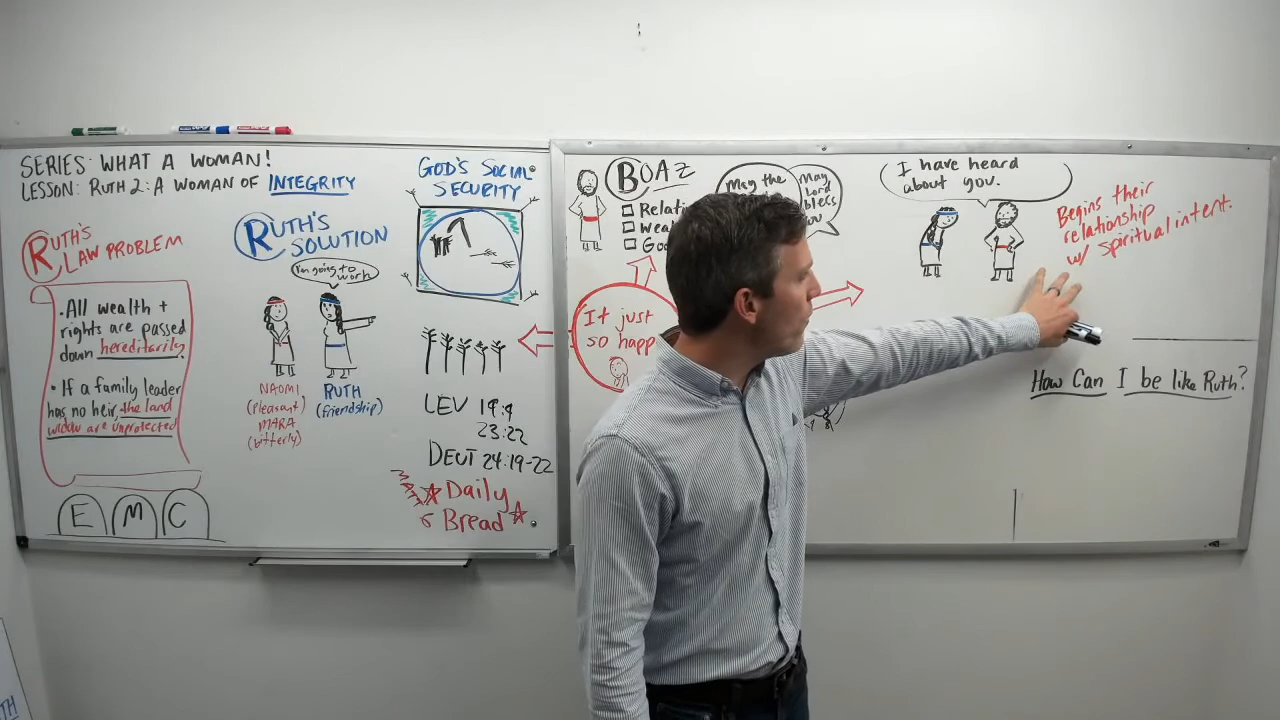 SERIES: WHAT A WOMAN!
LESSON: RUTH 2: A WOMAN OF INTEGRITY
RUTH'S
LAW PROBLEM
• All wealth +
rights are passed
down hereditarily.
• If a family leader
has no heir, the land
widow are unprotected
E M C
RUTH'S
SOLUTION
I'm going to
work
NAOMI
(pleasant)
MARA
(bitterly)
RUTH
(friendship)
GOD'S SOCIAL
SECURITY
LEV 19:9
23:22
DEUT 24:19-22
Daily
Bread
BOAZ
May the
May
Lord
bless
It just
so happ
I have heard
about you.
Begins their
relationship
w/ spiritual intent.
How Can I be like Ruth?
TH